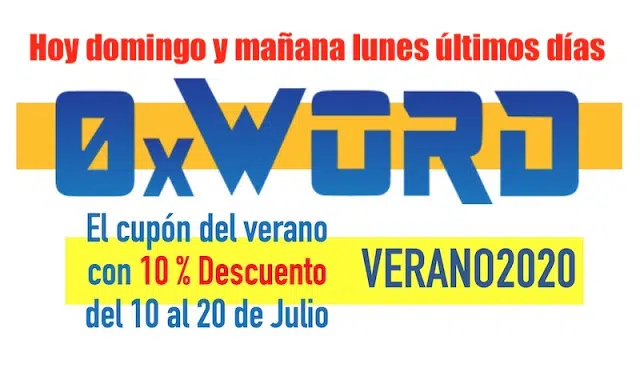 Hoy domingo y mañana lunes últimos días
0xWORD
El cupón del verano
con 10 % Descuento
del 10 al 20 de Julio
VERANO2020